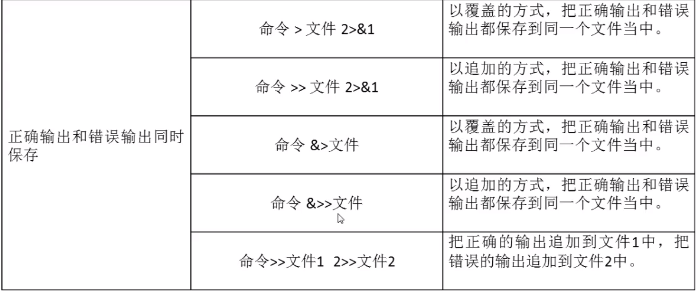 正确输出和错误输出同时
保存
命令 > 文件 2>&1
以覆盖的方式，把正确输出和错误
输出都保存到同一个文件当中。
命令 >> 文件 2>&1
以追加的方式，把正确输出和错误
输出都保存到同一个文件当中。
命令 &>文件
以覆盖的方式，把正确输出和错误
输出都保存到同一个文件当中。
命令 &>>文件
以追加的方式，把正确输出和错误
输出都保存到同一个文件当中。
命令>>文件1 2>>文件2
把正确的输出追加到文件1中，把
错误的输出追加到文件2中。